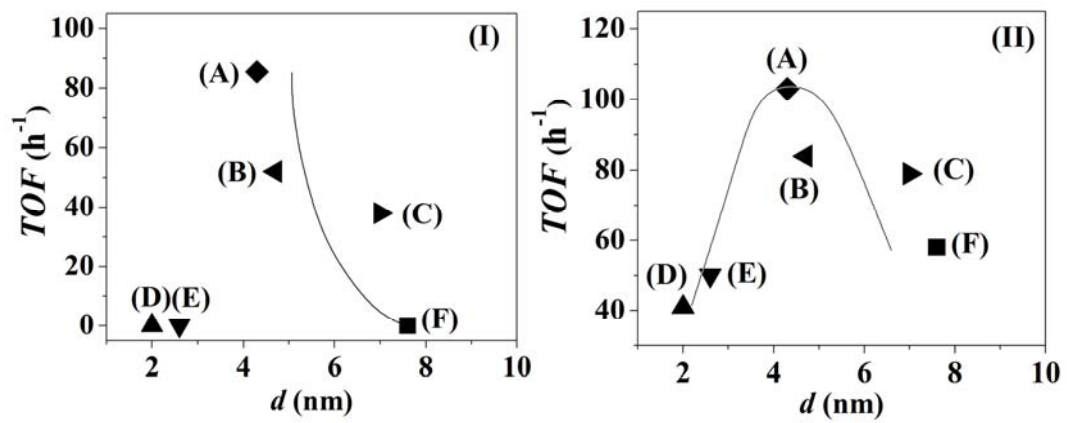 (I)
TOF (h⁻¹)
100
80
60
40
20
0
(A)
(B)
(C)
(D)(E)
(F)
2 4 6 8 10
d (nm)
(II)
TOF (h⁻¹)
120
100
80
60
40
(A)
(B)
(C)
(D)
(E)
(F)
2 4 6 8 10
d (nm)